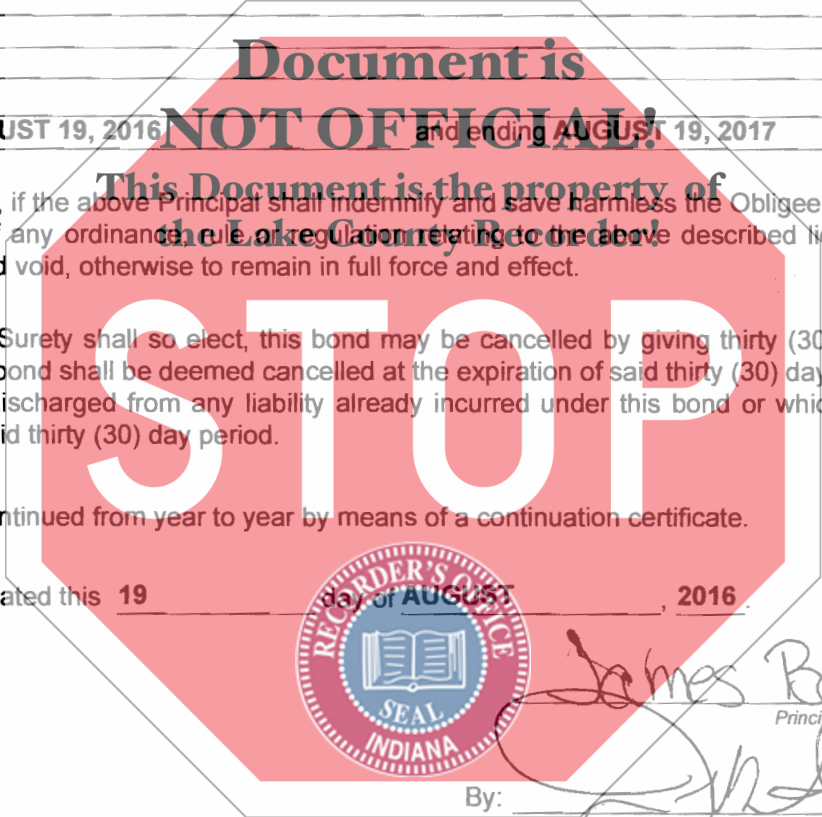 Document is
NOT OFFICIAL!
UST 19, 2016 and ending AUGUST 19, 2017
This Document is the property of
, if the above Principal shall indemnify and save harmless the Obligee
the Lake County Recorder!
any ordinance, rule or regulation relating to the above described li
d void, otherwise to remain in full force and effect.
STOP
Surety shall so elect, this bond may be cancelled by giving thirty (30
ond shall be deemed cancelled at the expiration of said thirty (30) day
ischarged from any liability already incurred under this bond or whic
id thirty (30) day period.
ntinued from year to year by means of a continuation certificate.
ated this 19 day of AUGUST , 2016
RECORDER'S OFFICE
SEAL
INDIANA
James
Princi
By: